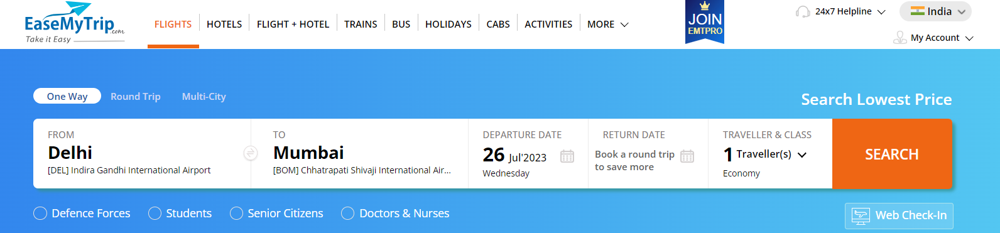 EaseMyTrip.com
Take it Easy
FLIGHTS
HOTELS
FLIGHT + HOTEL
TRAINS
BUS
HOLIDAYS
CABS
ACTIVITIES
MORE
JOIN
EMTPRO
24x7 Helpline
India
My Account
One Way
Round Trip
Multi-City
Search Lowest Price
FROM
Delhi
[DEL] Indira Gandhi International Airport
TO
Mumbai
[BOM] Chhatrapati Shivaji International Air...
DEPARTURE DATE
26 Jul'2023
Wednesday
RETURN DATE
Book a round trip
to save more
TRAVELLER & CLASS
1 Traveller(s)
Economy
SEARCH
Defence Forces
Students
Senior Citizens
Doctors & Nurses
Web Check-In